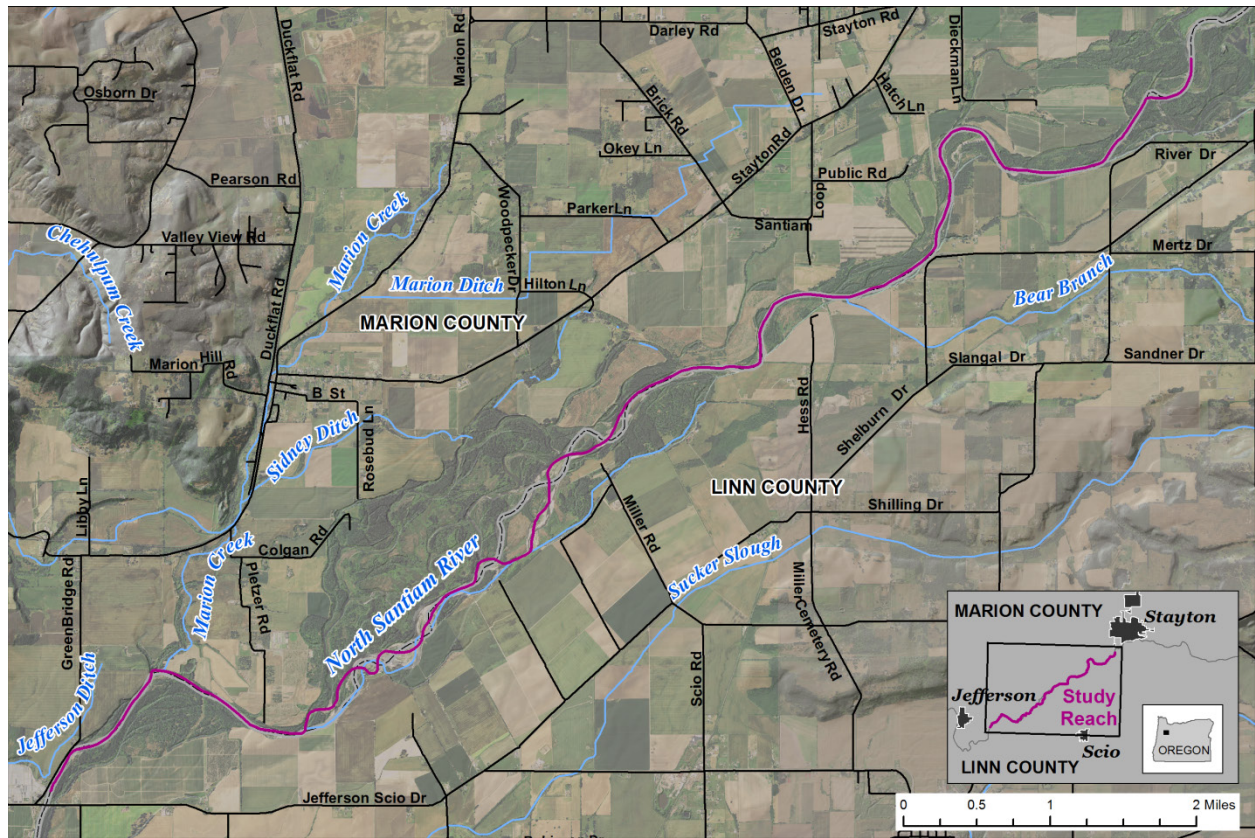 Darley Rd
Stayton Rd
Dieckman Ln
Duckflat Rd
Marion Rd
Belden Dr
Hatch Ln
Osborn Dr
Brick Rd
Okey Ln
Stayton Rd
River Dr
Pearson Rd
Woodpecker Dr
Public Rd
Parker Ln
Santiam
Loop
Chehulpum Creek
Valley View Rd
Marion Creek
Mertz Dr
Marion Ditch
Hilton Ln
Bear Branch
MARION COUNTY
Duckflat Rd
Marion Hill Rd
Slangal Dr
Sandner Dr
B St
Hess Rd
Shelburn Dr
Sidney Ditch
Rosebud Ln
LINN COUNTY
Libby Ln
Miller Rd
Shilling Dr
Colgan Rd
Marion Creek
Sucker Slough
GreenBridge Rd
Pletzer Rd
North Santiam River
Miller Cemetery Rd
Jefferson Ditch
Scio Rd
Jefferson Scio Dr
MARION COUNTY
Stayton
Jefferson
Study
Reach
Scio
OREGON
LINN COUNTY
0 0.5 1 2 Miles